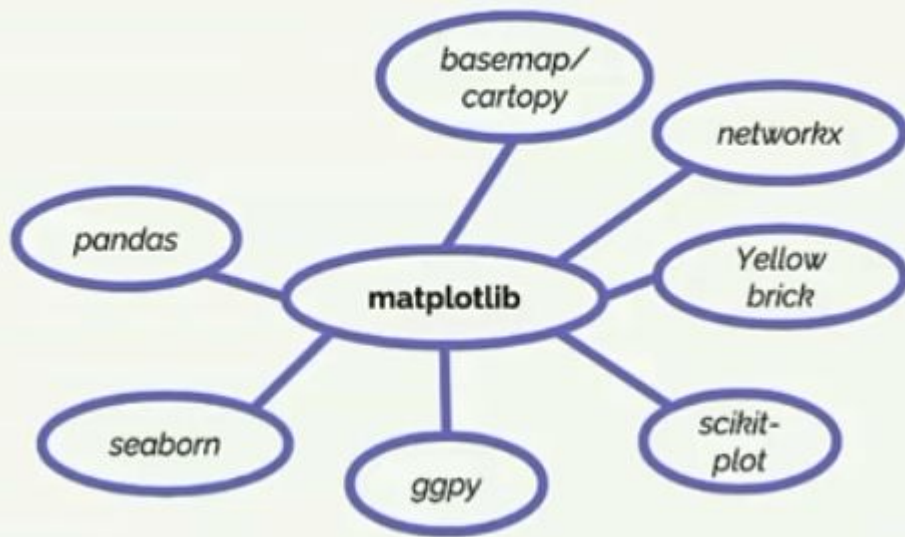 basemap/
cartopy
networkx
pandas
Yellow
brick
matplotlib
seaborn
scikit-
plot
ggpy